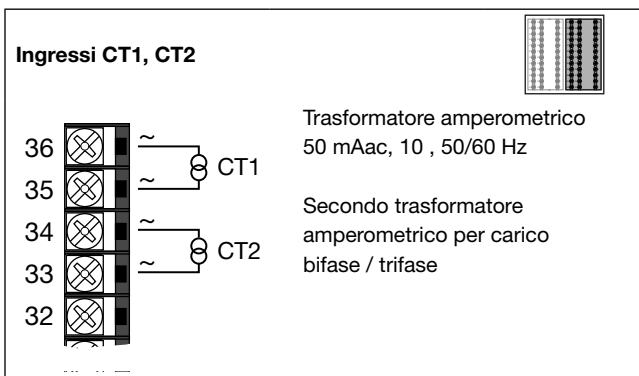 Ingressi CT1, CT2
Trasformatore amperometrico
50 mAac, 10 , 50/60 Hz
Secondo trasformatore
amperometrico per carico
bifase / trifase
36 ~
CT1
35 ~
34 ~
CT2
33 ~
32